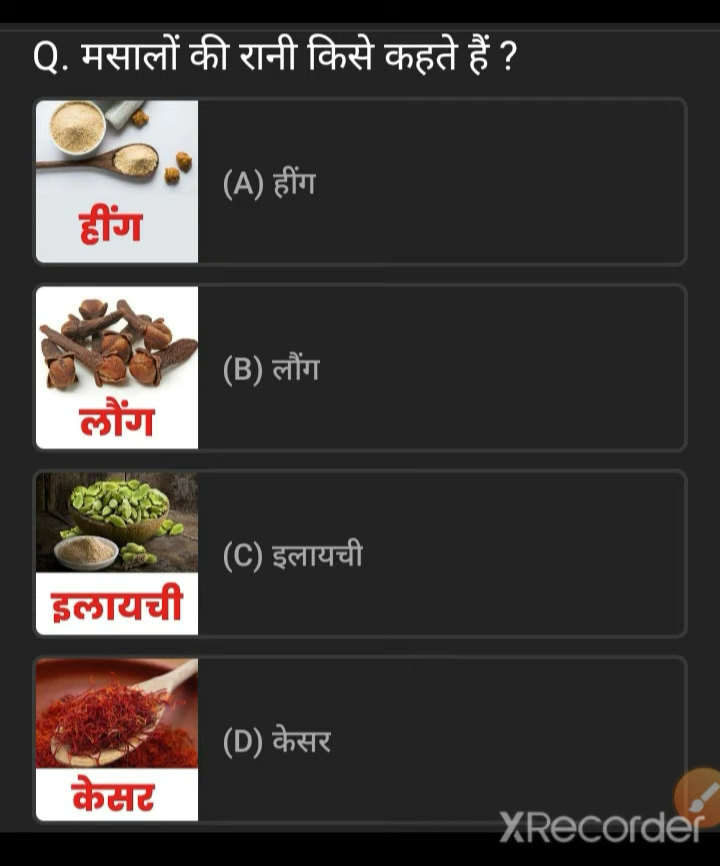 Q. मसालों की रानी किसे कहते हैं ?
हींग
(A) हींग
लौंग
(B) लौंग
इलायची
(C) इलायची
केसर
(D) केसर
XRecorder